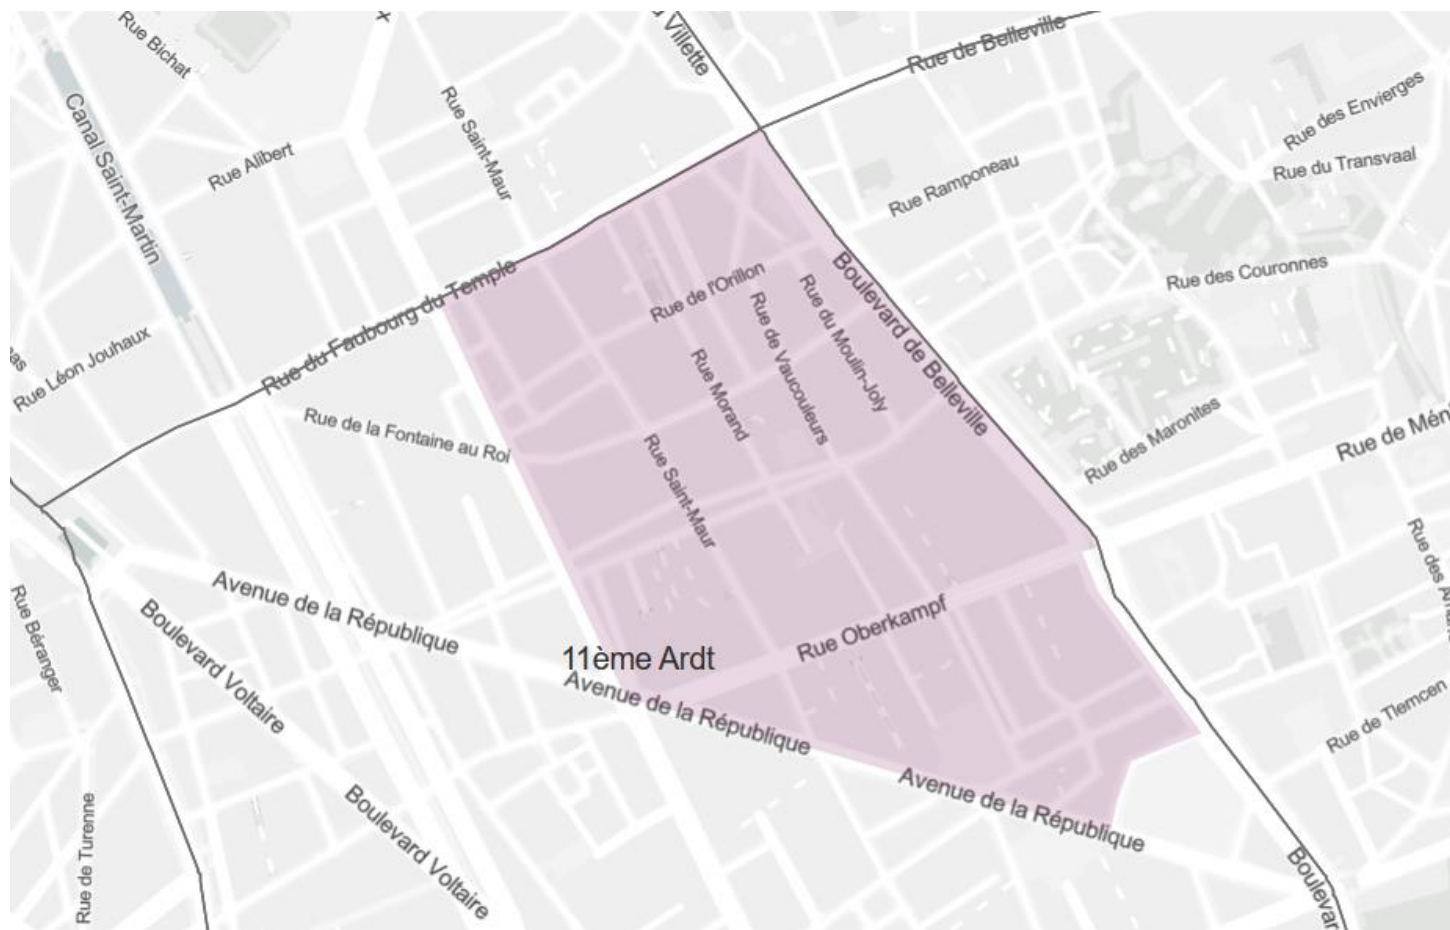 Rue Bichat
Villette
Rue de Belleville
Canal Saint-Martin
Rue Saint-Maur
Rue des Envierges
Rue Alibert
Rue Ramponeau
Rue du Transvaal
Rue de l'Orillon
Boulevard de Belleville
Rue des Couronnes
Rue du Faubourg du Temple
Rue de Vaucouleurs
Rue du Moulin-Joly
as
Rue Léon Jouhaux
Rue Morand
Rue de la Fontaine au Roi
Rue des Maronites
Rue de Mén
Rue Saint-Maur
Rue des
Avenue de la République
Rue Béranger
Boulevard Voltaire
Rue Oberkampf
11ème Ardt
Avenue de la République
Rue de Tlemcen
Avenue de la République
Rue de Turenne
Boulevard Voltaire
Boulevar